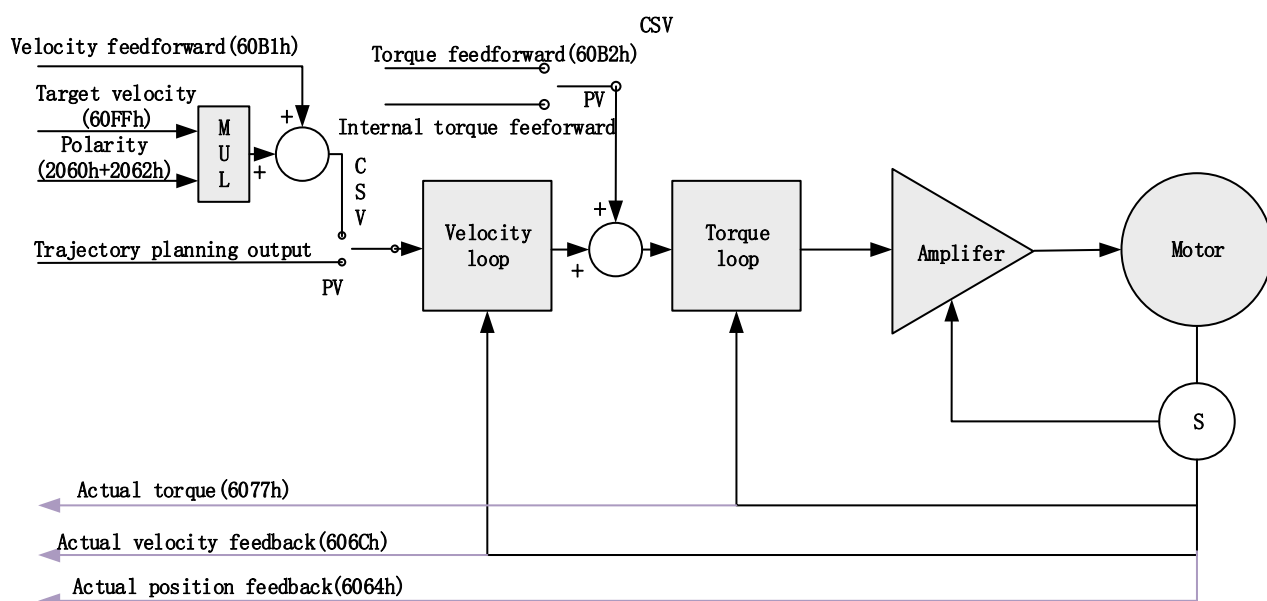 CSV
Velocity feedforward(60B1h)
Torque feedforward(60B2h)
Target velocity
(60FFh)
Polarity
(2060h+2062h)
MUL
+
+
CSV
PV
Internal torque feeforward
Trajectory planning output
PV
Velocity
loop
+
+
Torque
loop
Amplifer
Motor
S
Actual torque(6077h)
Actual velocity feedback(606Ch)
Actual position feedback(6064h)